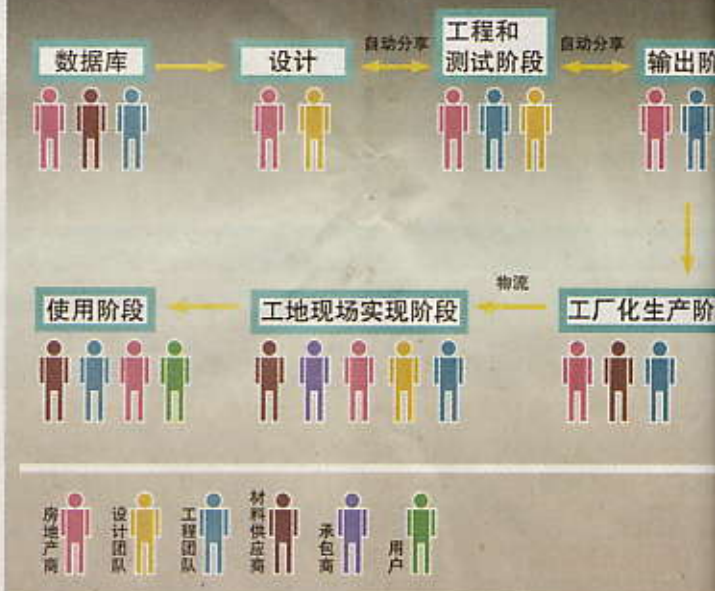 数据库
设计
自动分享
工程和
测试阶段
自动分享
输出阶
使用阶段
工地现场实现阶段
物流
工厂化生产阶
房地产商
设计团队
工程团队
材料供应商
承包商
用户